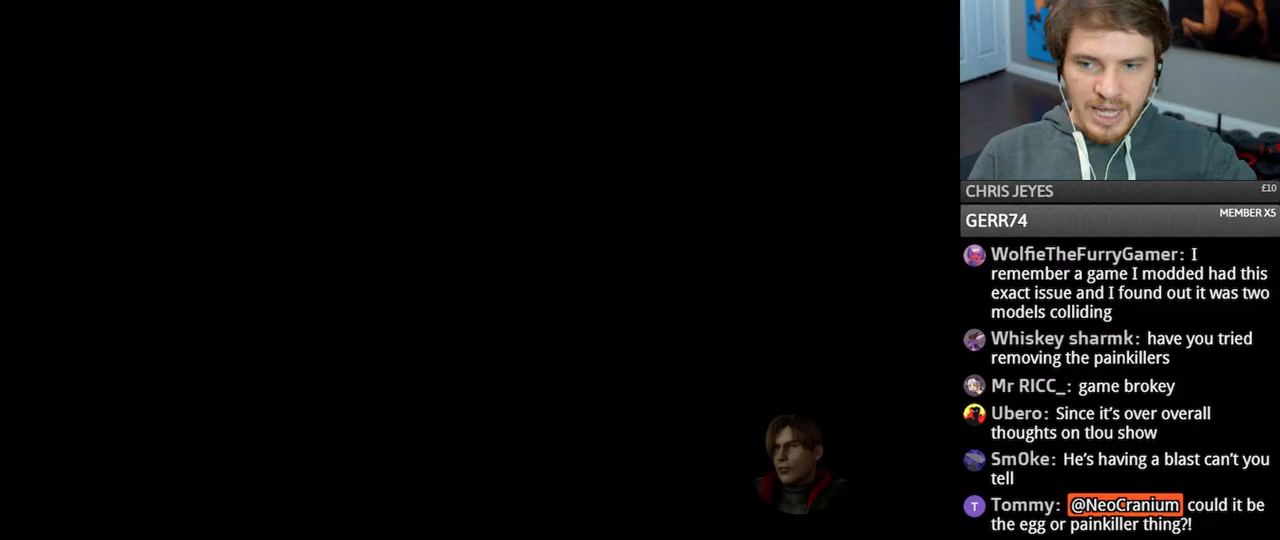 CHRIS JEYES £10
GERR74 MEMBER X5
WolfieTheFurryGamer: I
remember a game I modded had this
exact issue and I found out it was two
models colliding
Whiskey sharmk: have you tried
removing the painkillers
Mr RICC_: game brokey
Ubero: Since it's over overall
thoughts on tlou show
Sm0ke: He's having a blast can't you
tell
T Tommy: @NeoCranium could it be
the egg or painkiller thing?!